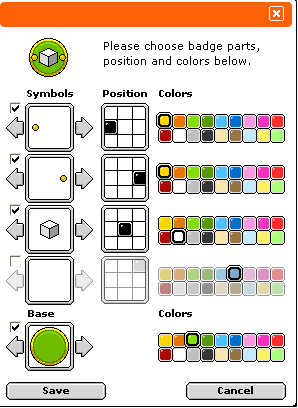 Please choose badge parts,
position and colors below.
Symbols Position Colors
Base Colors
Save Cancel